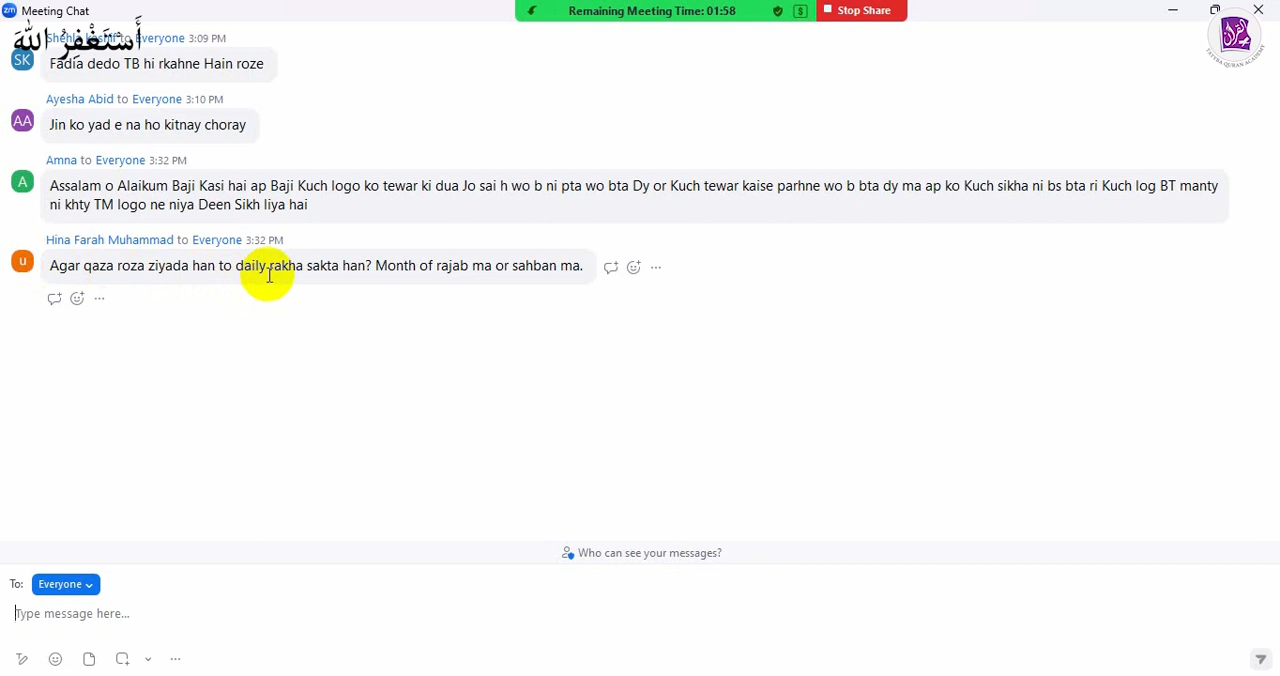 Meeting Chat
Remaining Meeting Time: 01:58
Stop Share
أَسْتَغْفِرُ اللّٰهَ
to Everyone 3:09 PM
SK
Fadia dedo TB hi rkahne Hain roze
TAYYBA QURAN ACADEMY
Ayesha Abid to Everyone 3:10 PM
AA
Jin ko yad e na ho kitnay choray
Amna to Everyone 3:32 PM
A
Assalam o Alaikum Baji Kasi hai ap Baji Kuch logo ko tewar ki dua Jo sai h wo b ni pta wo bta Dy or Kuch tewar kaise parhne wo b bta dy ma ap ko Kuch sikha ni bs bta ri Kuch log BT manty
ni khty TM logo ne niya Deen Sikh liya hai
Hina Farah Muhammad to Everyone 3:32 PM
u
Agar qaza roza ziyada han to daily rakha sakta han? Month of rajab ma or sahban ma.
Who can see your messages?
To: Everyone
Type message here...